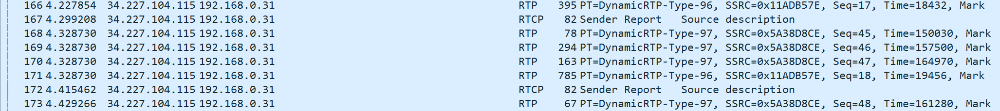 166 4.227854 34.227.104.115 192.168.0.31 RTP 395 PT=DynamicRTP-Type-96, SSRC=0x11ADB57E, Seq=17, Time=18432, Mark
167 4.299208 34.227.104.115 192.168.0.31 RTCP 82 Sender Report Source description
168 4.328730 34.227.104.115 192.168.0.31 RTP 78 PT=DynamicRTP-Type-97, SSRC=0x5A38D8CE, Seq=45, Time=150030, Mark
169 4.328730 34.227.104.115 192.168.0.31 RTP 294 PT=DynamicRTP-Type-97, SSRC=0x5A38D8CE, Seq=46, Time=157500, Mark
170 4.328730 34.227.104.115 192.168.0.31 RTP 163 PT=DynamicRTP-Type-97, SSRC=0x5A38D8CE, Seq=47, Time=164970, Mark
171 4.328730 34.227.104.115 192.168.0.31 RTP 785 PT=DynamicRTP-Type-96, SSRC=0x11ADB57E, Seq=18, Time=19456, Mark
172 4.415462 34.227.104.115 192.168.0.31 RTCP 82 Sender Report Source description
173 4.429266 34.227.104.115 192.168.0.31 RTP 67 PT=DynamicRTP-Type-97, SSRC=0x5A38D8CE, Seq=48, Time=161280, Mark